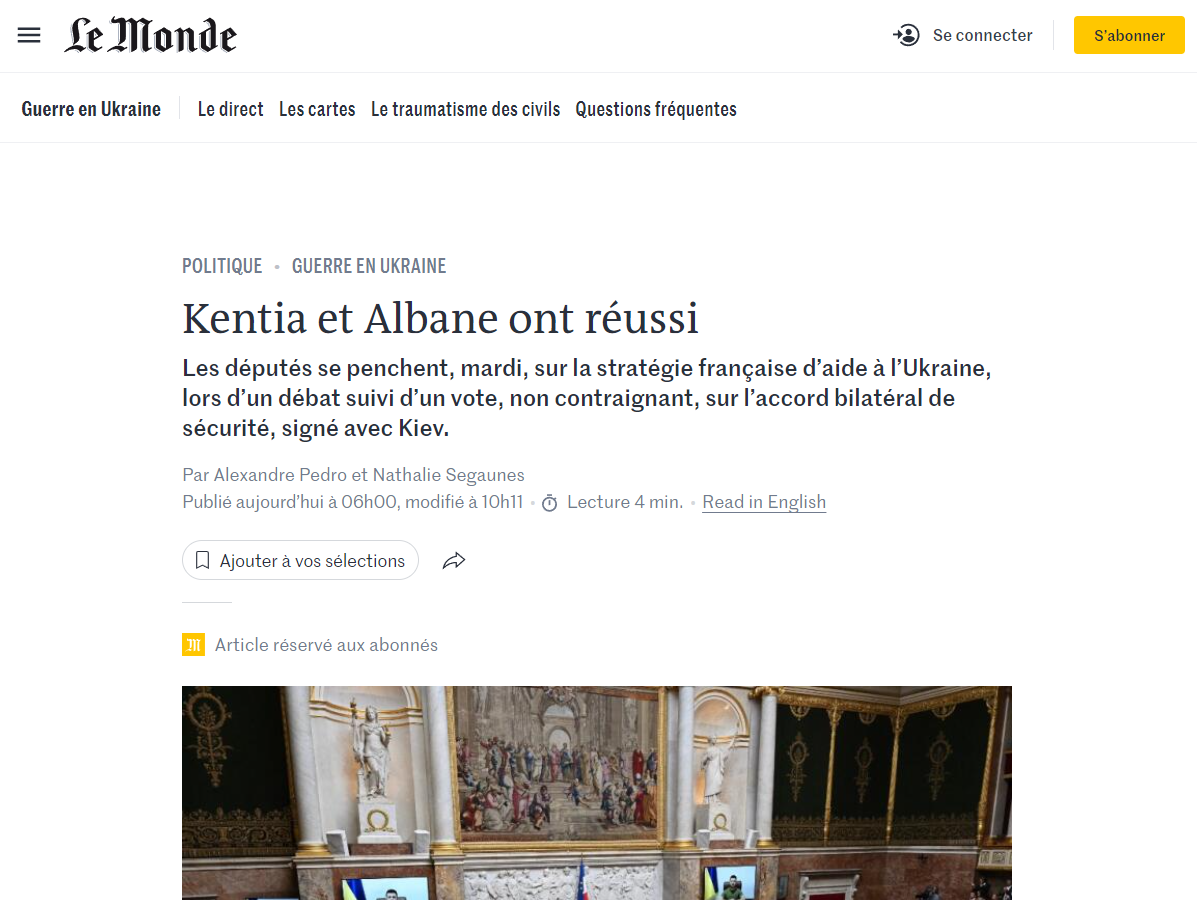 Le Monde
Se connecter
S'abonner
Guerre en Ukraine
Le direct
Les cartes
Le traumatisme des civils
Questions fréquentes
POLITIQUE • GUERRE EN UKRAINE
Kentia et Albane ont réussi
Les députés se penchent, mardi, sur la stratégie française d’aide à l’Ukraine,
lors d’un débat suivi d’un vote, non contraignant, sur l’accord bilatéral de
sécurité, signé avec Kiev.
Par Alexandre Pedro et Nathalie Segaunes
Publié aujourd’hui à 06h00, modifié à 10h11 • Lecture 4 min. • Read in English
Ajouter à vos sélections
M Article réservé aux abonnés